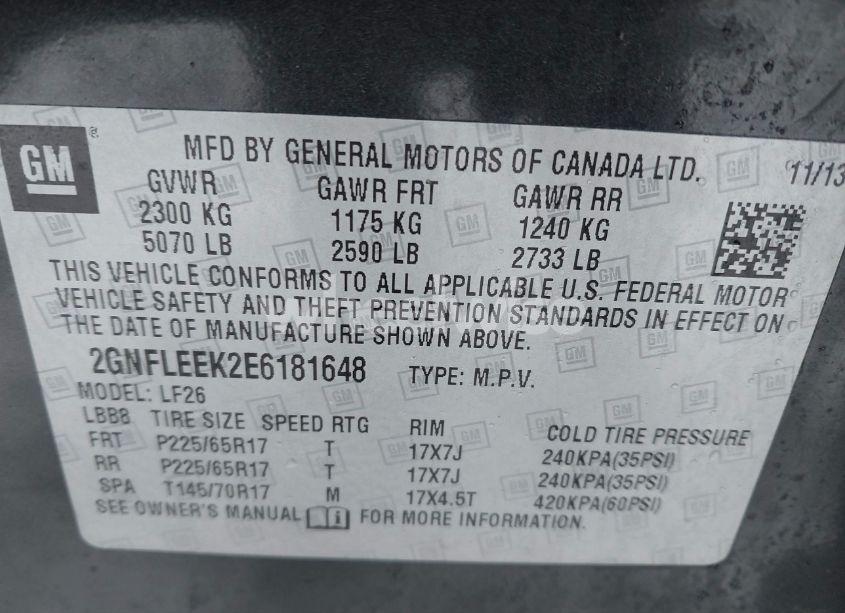 GM
MFD BY GENERAL MOTORS OF CANADA LTD. 11/13
GVWR GAWR FRT GAWR RR
2300 KG 1175 KG 1240 KG
5070 LB 2590 LB 2733 LB
THIS VEHICLE CONFORMS TO ALL APPLICABLE U.S. FEDERAL MOTOR
VEHICLE SAFETY AND THEFT PREVENTION STANDARDS IN EFFECT ON
THE DATE OF MANUFACTURE SHOWN ABOVE.
2GNFLEEK2E6181648 TYPE: M.P.V.
MODEL: LF26
LBB8 TIRE SIZE SPEED RTG RIM COLD TIRE PRESSURE
FRT P225/65R17 T 17X7J 240KPA(35PSI)
RR P225/65R17 T 17X7J 240KPA(35PSI)
SPA T145/70R17 M 17X4.5T 420KPA(60PSI)
SEE OWNER'S MANUAL FOR MORE INFORMATION.